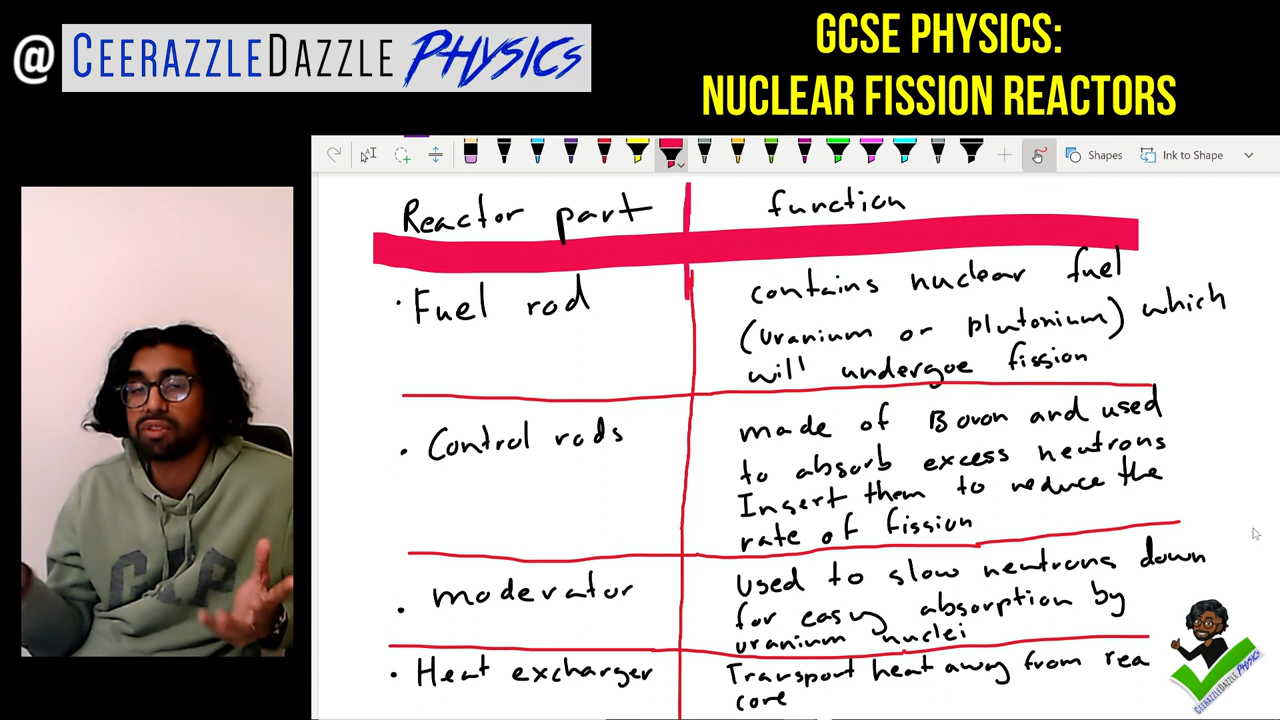 @ CEERAZZLEDAZZLE PHYSICS
GCSE PHYSICS:
NUCLEAR FISSION REACTORS
Shapes
Ink to Shape
Reactor part
function
· Fuel rod
contains nuclear fuel
(uranium or plutonium) which
will undergoe fission
· Control rods
made of Boron and used
to absorb excess neutrons
Insert them to reduce the
rate of fission
· moderator
used to slow neutrons down
for easy absorption by
uranium nuclei
· Heat exchanger
Transport heat away from rea
core
CEERAZZLEDAZZLE PHYSICS